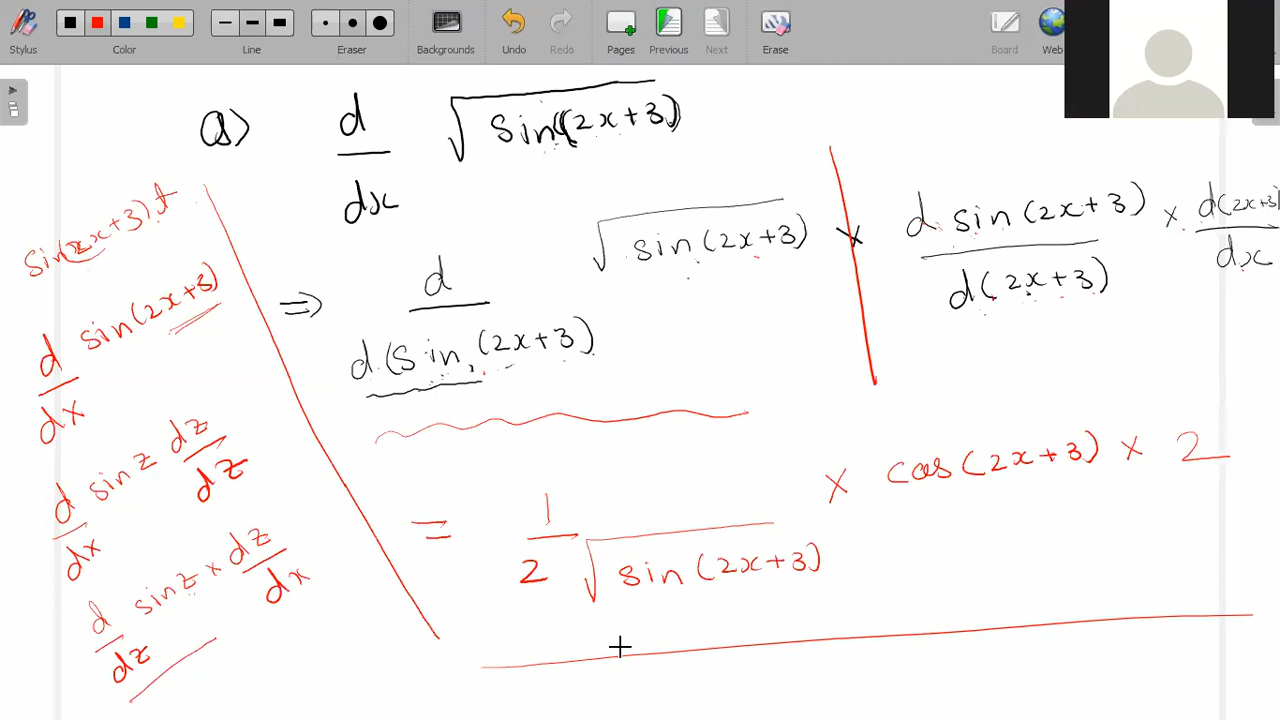 Stylus Color Line Eraser Backgrounds Undo Redo Pages Previous Next Erase Board Web
Q) d/dx √sin(2x+3)
⇒ d/d(sin(2x+3)) √sin(2x+3) × d sin(2x+3)/d(2x+3) × d(2x+3)/dx
= 1/2√sin(2x+3) × cos(2x+3) × 2
d/dx sin(2x+3)
d/dx sin z dz/dz
d/dz sin z × dz/dx